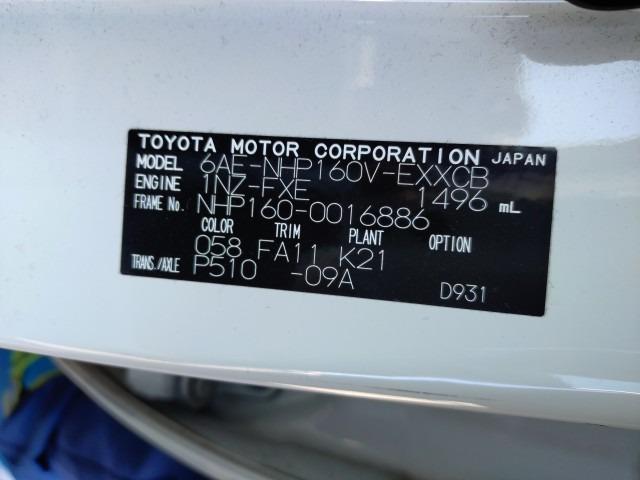 TOYOTA MOTOR CORPORATION JAPAN
MODEL 6AE-NHP160V-EXXCB
ENGINE 1NZ-FXE 1496 mL
FRAME No. NHP160-0016886
COLOR TRIM PLANT OPTION
058 FA11 K21
TRANS./AXLE P510 -09A
D931